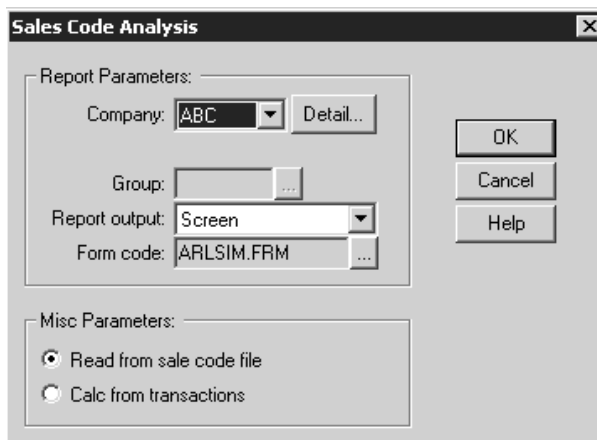 Sales Code Analysis
Report Parameters:
Company: ABC Detail...
Group: ...
Report output: Screen
Form code: ARLSIM.FRM ...
OK
Cancel
Help
Misc Parameters:
Read from sale code file
Calc from transactions